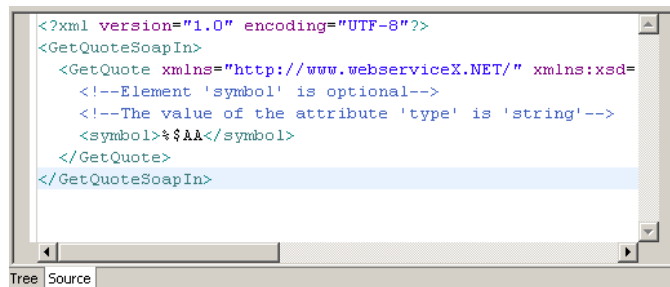 <?xml version="1.0" encoding="UTF-8"?>
<GetQuoteSoapIn>
<GetQuote xmlns="http://www.webserviceX.NET/" xmlns:xsd=
<!--Element 'symbol' is optional-->
<!--The value of the attribute 'type' is 'string'-->
<symbol>%$AA</symbol>
</GetQuote>
</GetQuoteSoapIn>
Tree Source